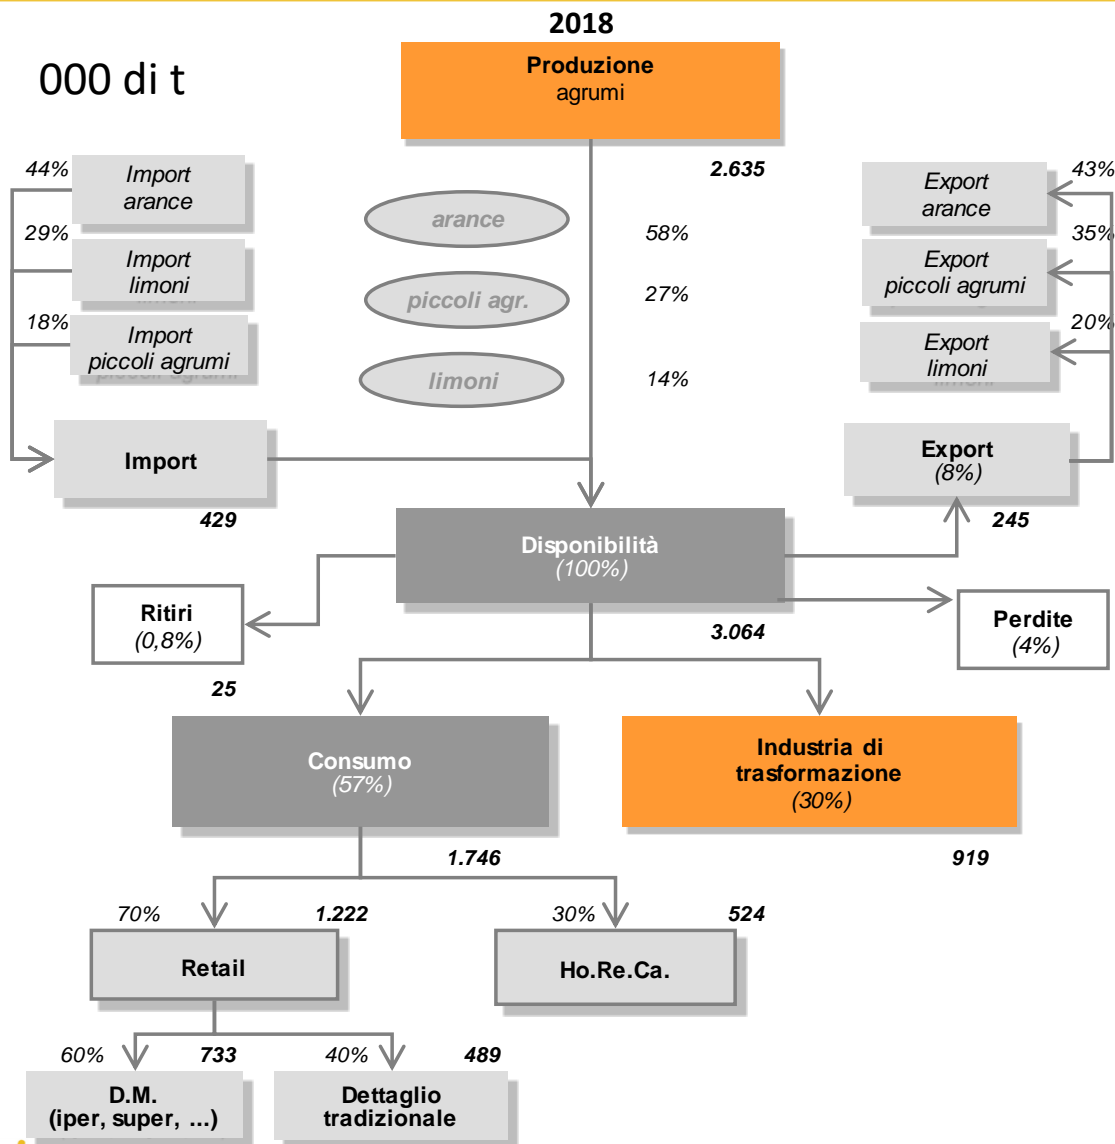 2018
000 di t
Produzione
agrumi
2.635
44%
Import
arance
29%
Import
limoni
18%
Import
piccoli agrumi
arance
58%
piccoli agr.
27%
limoni
14%
Export
arance
43%
Export
piccoli agrumi
35%
Export
limoni
20%
Import
429
Export
(8%)
245
Disponibilità
(100%)
3.064
Ritiri
(0,8%)
25
Perdite
(4%)
Consumo
(57%)
1.746
Industria di
trasformazione
(30%)
919
70%
1.222
Retail
30%
524
Ho.Re.Ca.
60%
733
D.M.
(iper, super, ...)
40%
489
Dettaglio
tradizionale